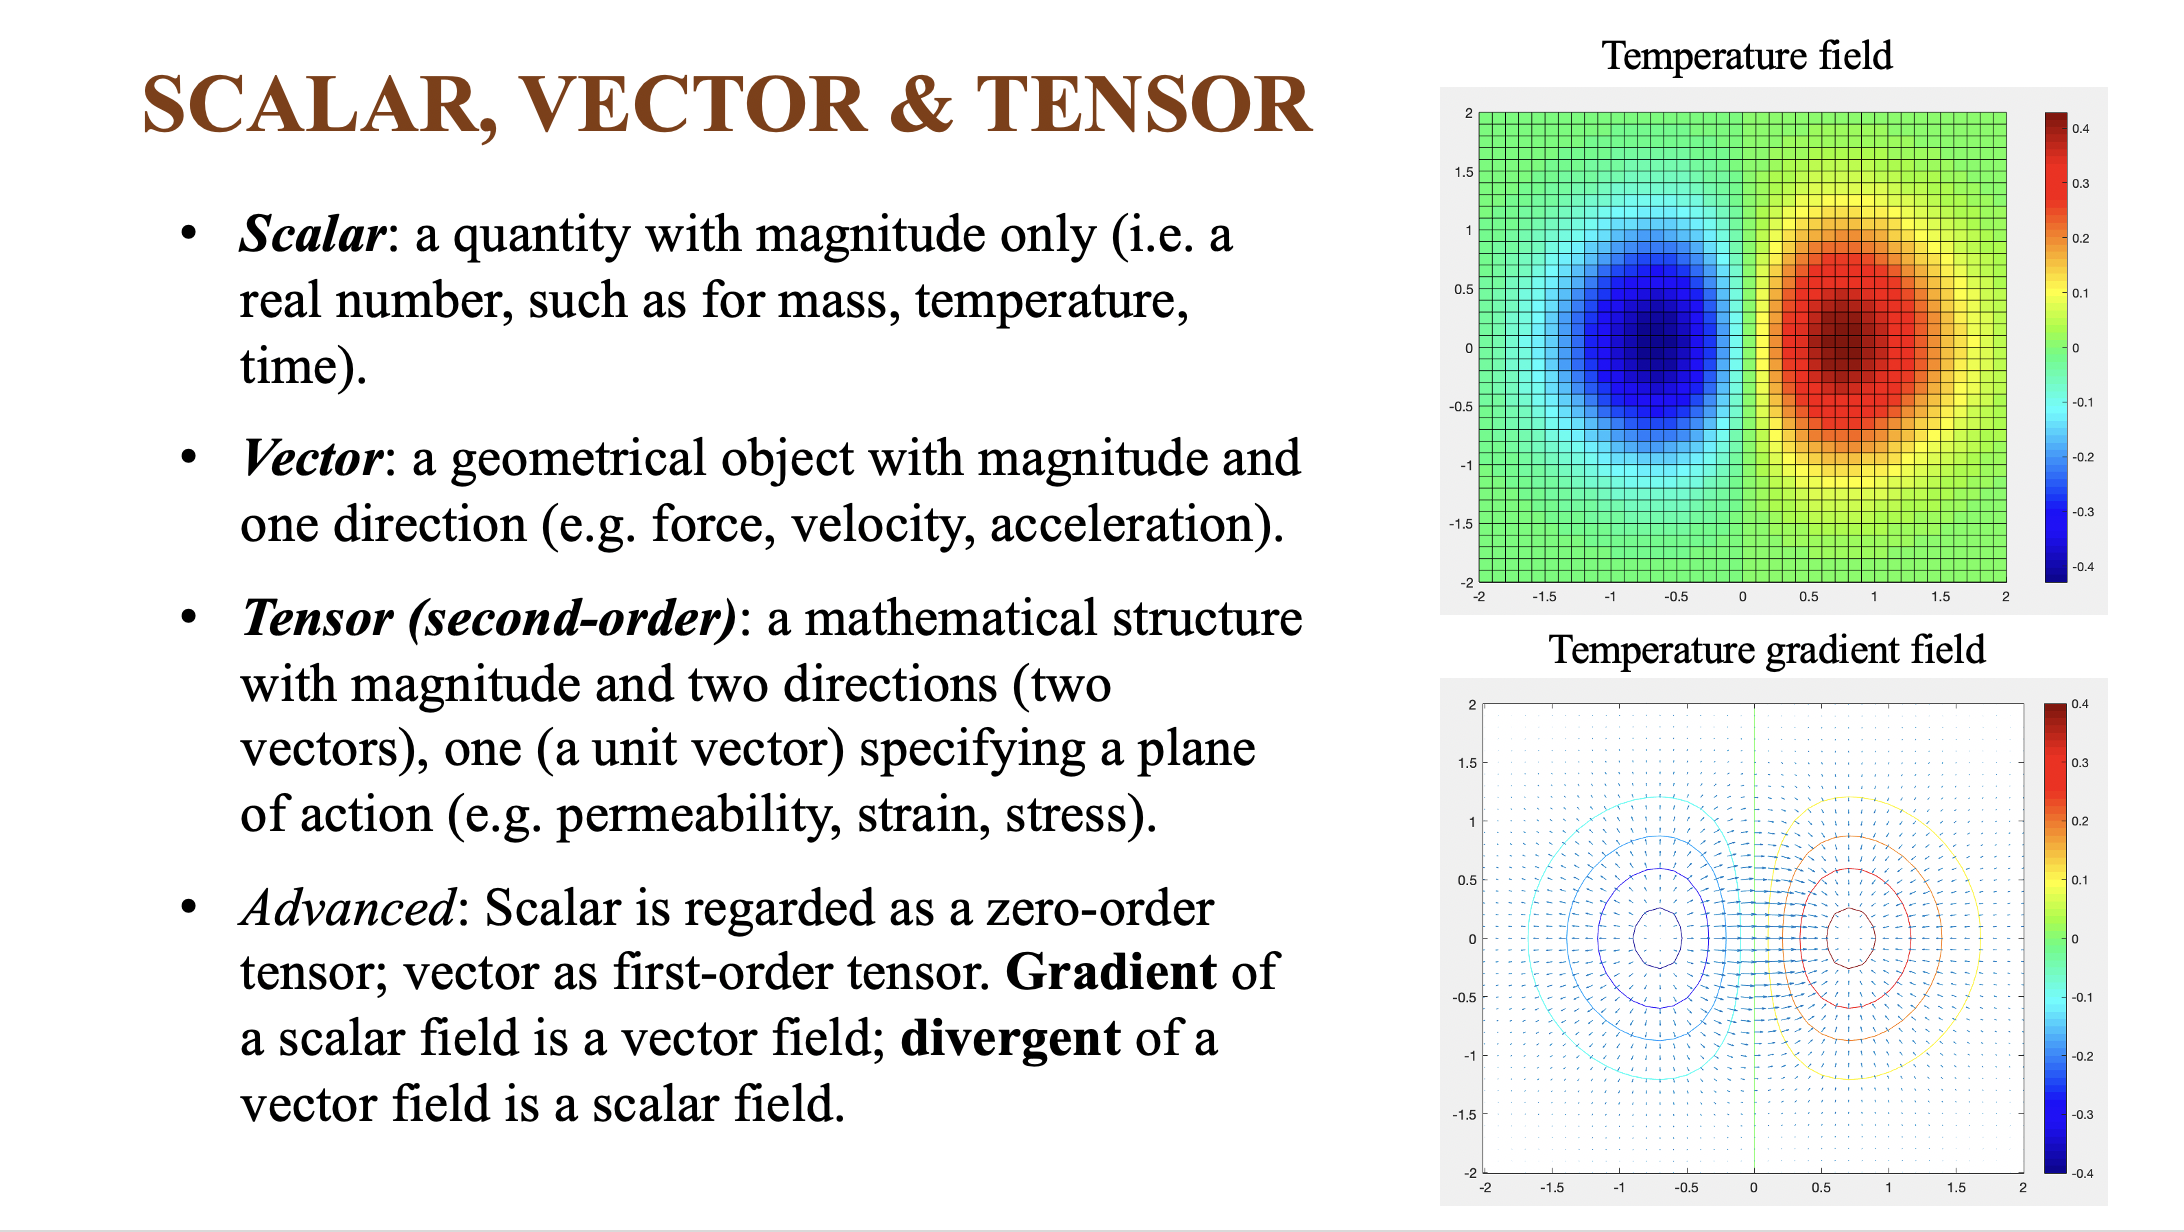 SCALAR, VECTOR & TENSOR
• Scalar: a quantity with magnitude only (i.e. a
real number, such as for mass, temperature,
time).
• Vector: a geometrical object with magnitude and
one direction (e.g. force, velocity, acceleration).
• Tensor (second-order): a mathematical structure
with magnitude and two directions (two
vectors), one (a unit vector) specifying a plane
of action (e.g. permeability, strain, stress).
• Advanced: Scalar is regarded as a zero-order
tensor; vector as first-order tensor. Gradient of
a scalar field is a vector field; divergent of a
vector field is a scalar field.
Temperature field
2
1.5
1
0.5
0
-0.5
-1
-1.5
-2
-2 -1.5 -1 -0.5 0 0.5 1 1.5 2
0.4
0.3
0.2
0.1
0
-0.1
-0.2
-0.3
-0.4
Temperature gradient field
2
1.5
1
0.5
0
-0.5
-1
-1.5
-2
-2 -1.5 -1 -0.5 0 0.5 1 1.5 2
0.4
0.3
0.2
0.1
0
-0.1
-0.2
-0.3
-0.4